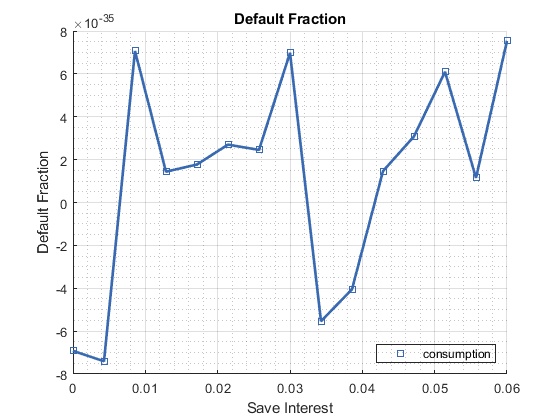 Default Fraction
×10-35
8
6
4
2
0
-2
-4
-6
-8
Default Fraction
consumption
0 0.01 0.02 0.03 0.04 0.05 0.06
Save Interest